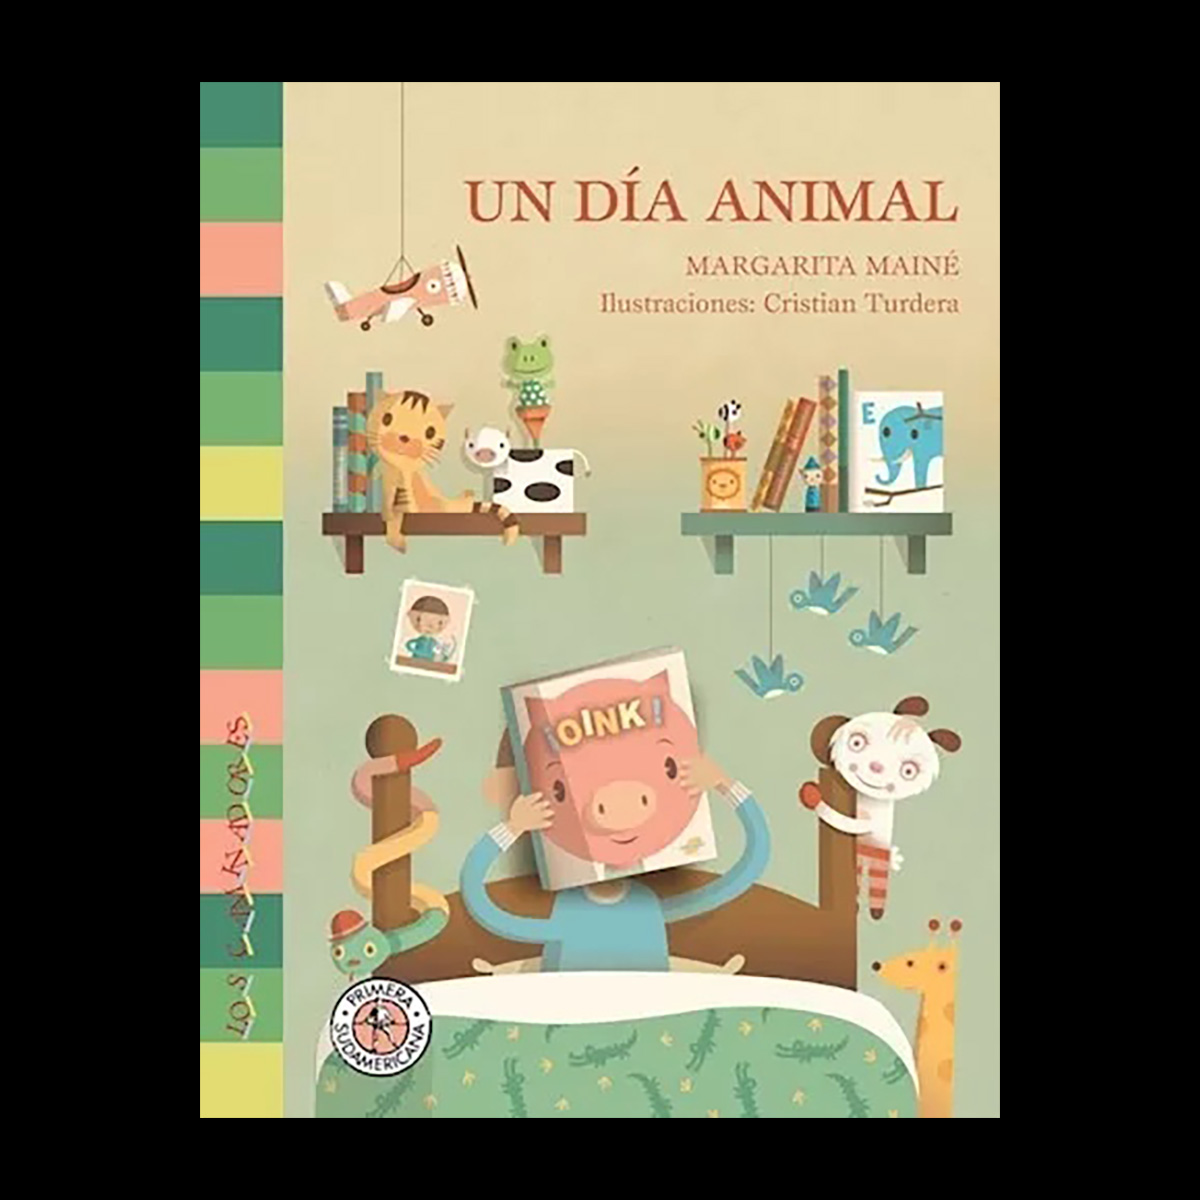 UN DÍA ANIMAL
MARGARITA MAINÉ
Ilustraciones: Cristian Turdera
E
¡OINK!
LOS CAMINADORES
PRIMERA
SUDAMERICANA